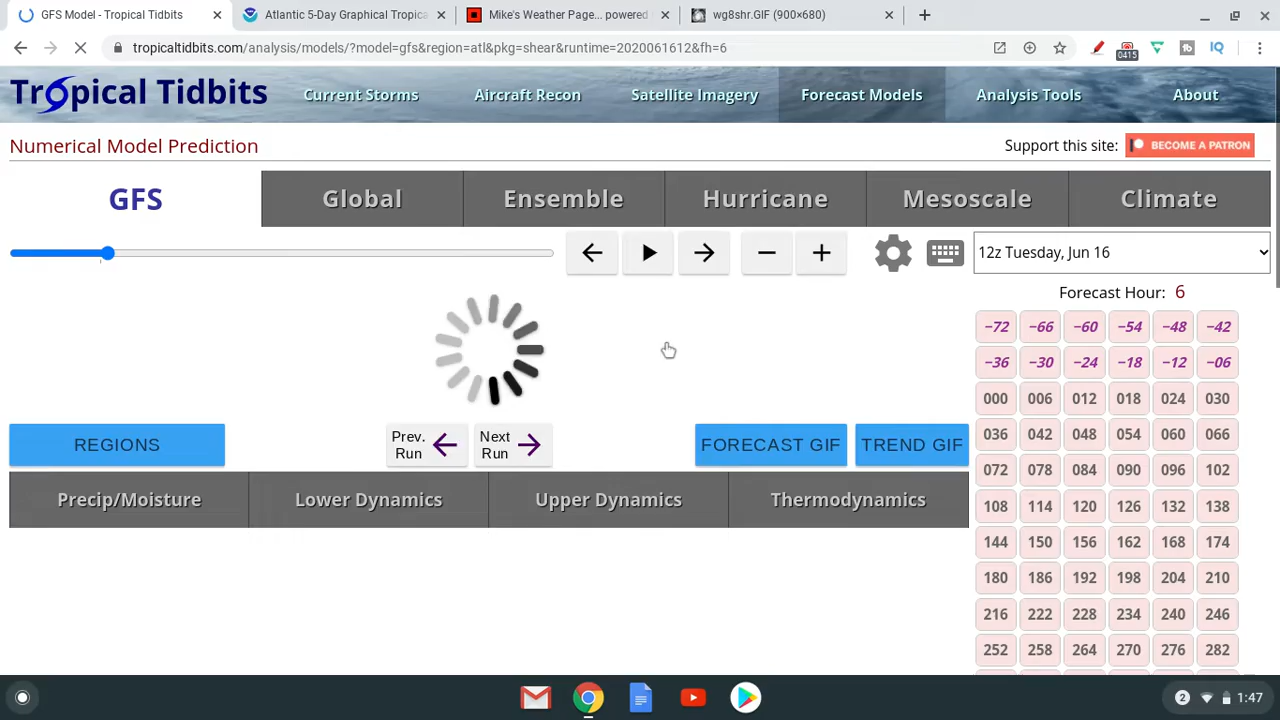 GFS Model - Tropical Tidbits
Atlantic 5-Day Graphical Tropica
Mike's Weather Page... powered
wg8shr.GIF (900×680)
tropicaltidbits.com/analysis/models/?model=gfs&region=atl&pkg=shear&runtime=2020061612&fh=6
0415
IQ
Tropical Tidbits
Current Storms
Aircraft Recon
Satellite Imagery
Forecast Models
Analysis Tools
About
Numerical Model Prediction
Support this site:
BECOME A PATRON
GFS
Global
Ensemble
Hurricane
Mesoscale
Climate
12z Tuesday, Jun 16
Forecast Hour: 6
−72 −66 −60 −54 −48 −42
−36 −30 −24 −18 −12 −06
000 006 012 018 024 030
036 042 048 054 060 066
072 078 084 090 096 102
108 114 120 126 132 138
144 150 156 162 168 174
180 186 192 198 204 210
216 222 228 234 240 246
252 258 264 270 276 282
REGIONS
Prev. Run
Next Run
FORECAST GIF
TREND GIF
Precip/Moisture
Lower Dynamics
Upper Dynamics
Thermodynamics
2
1:47